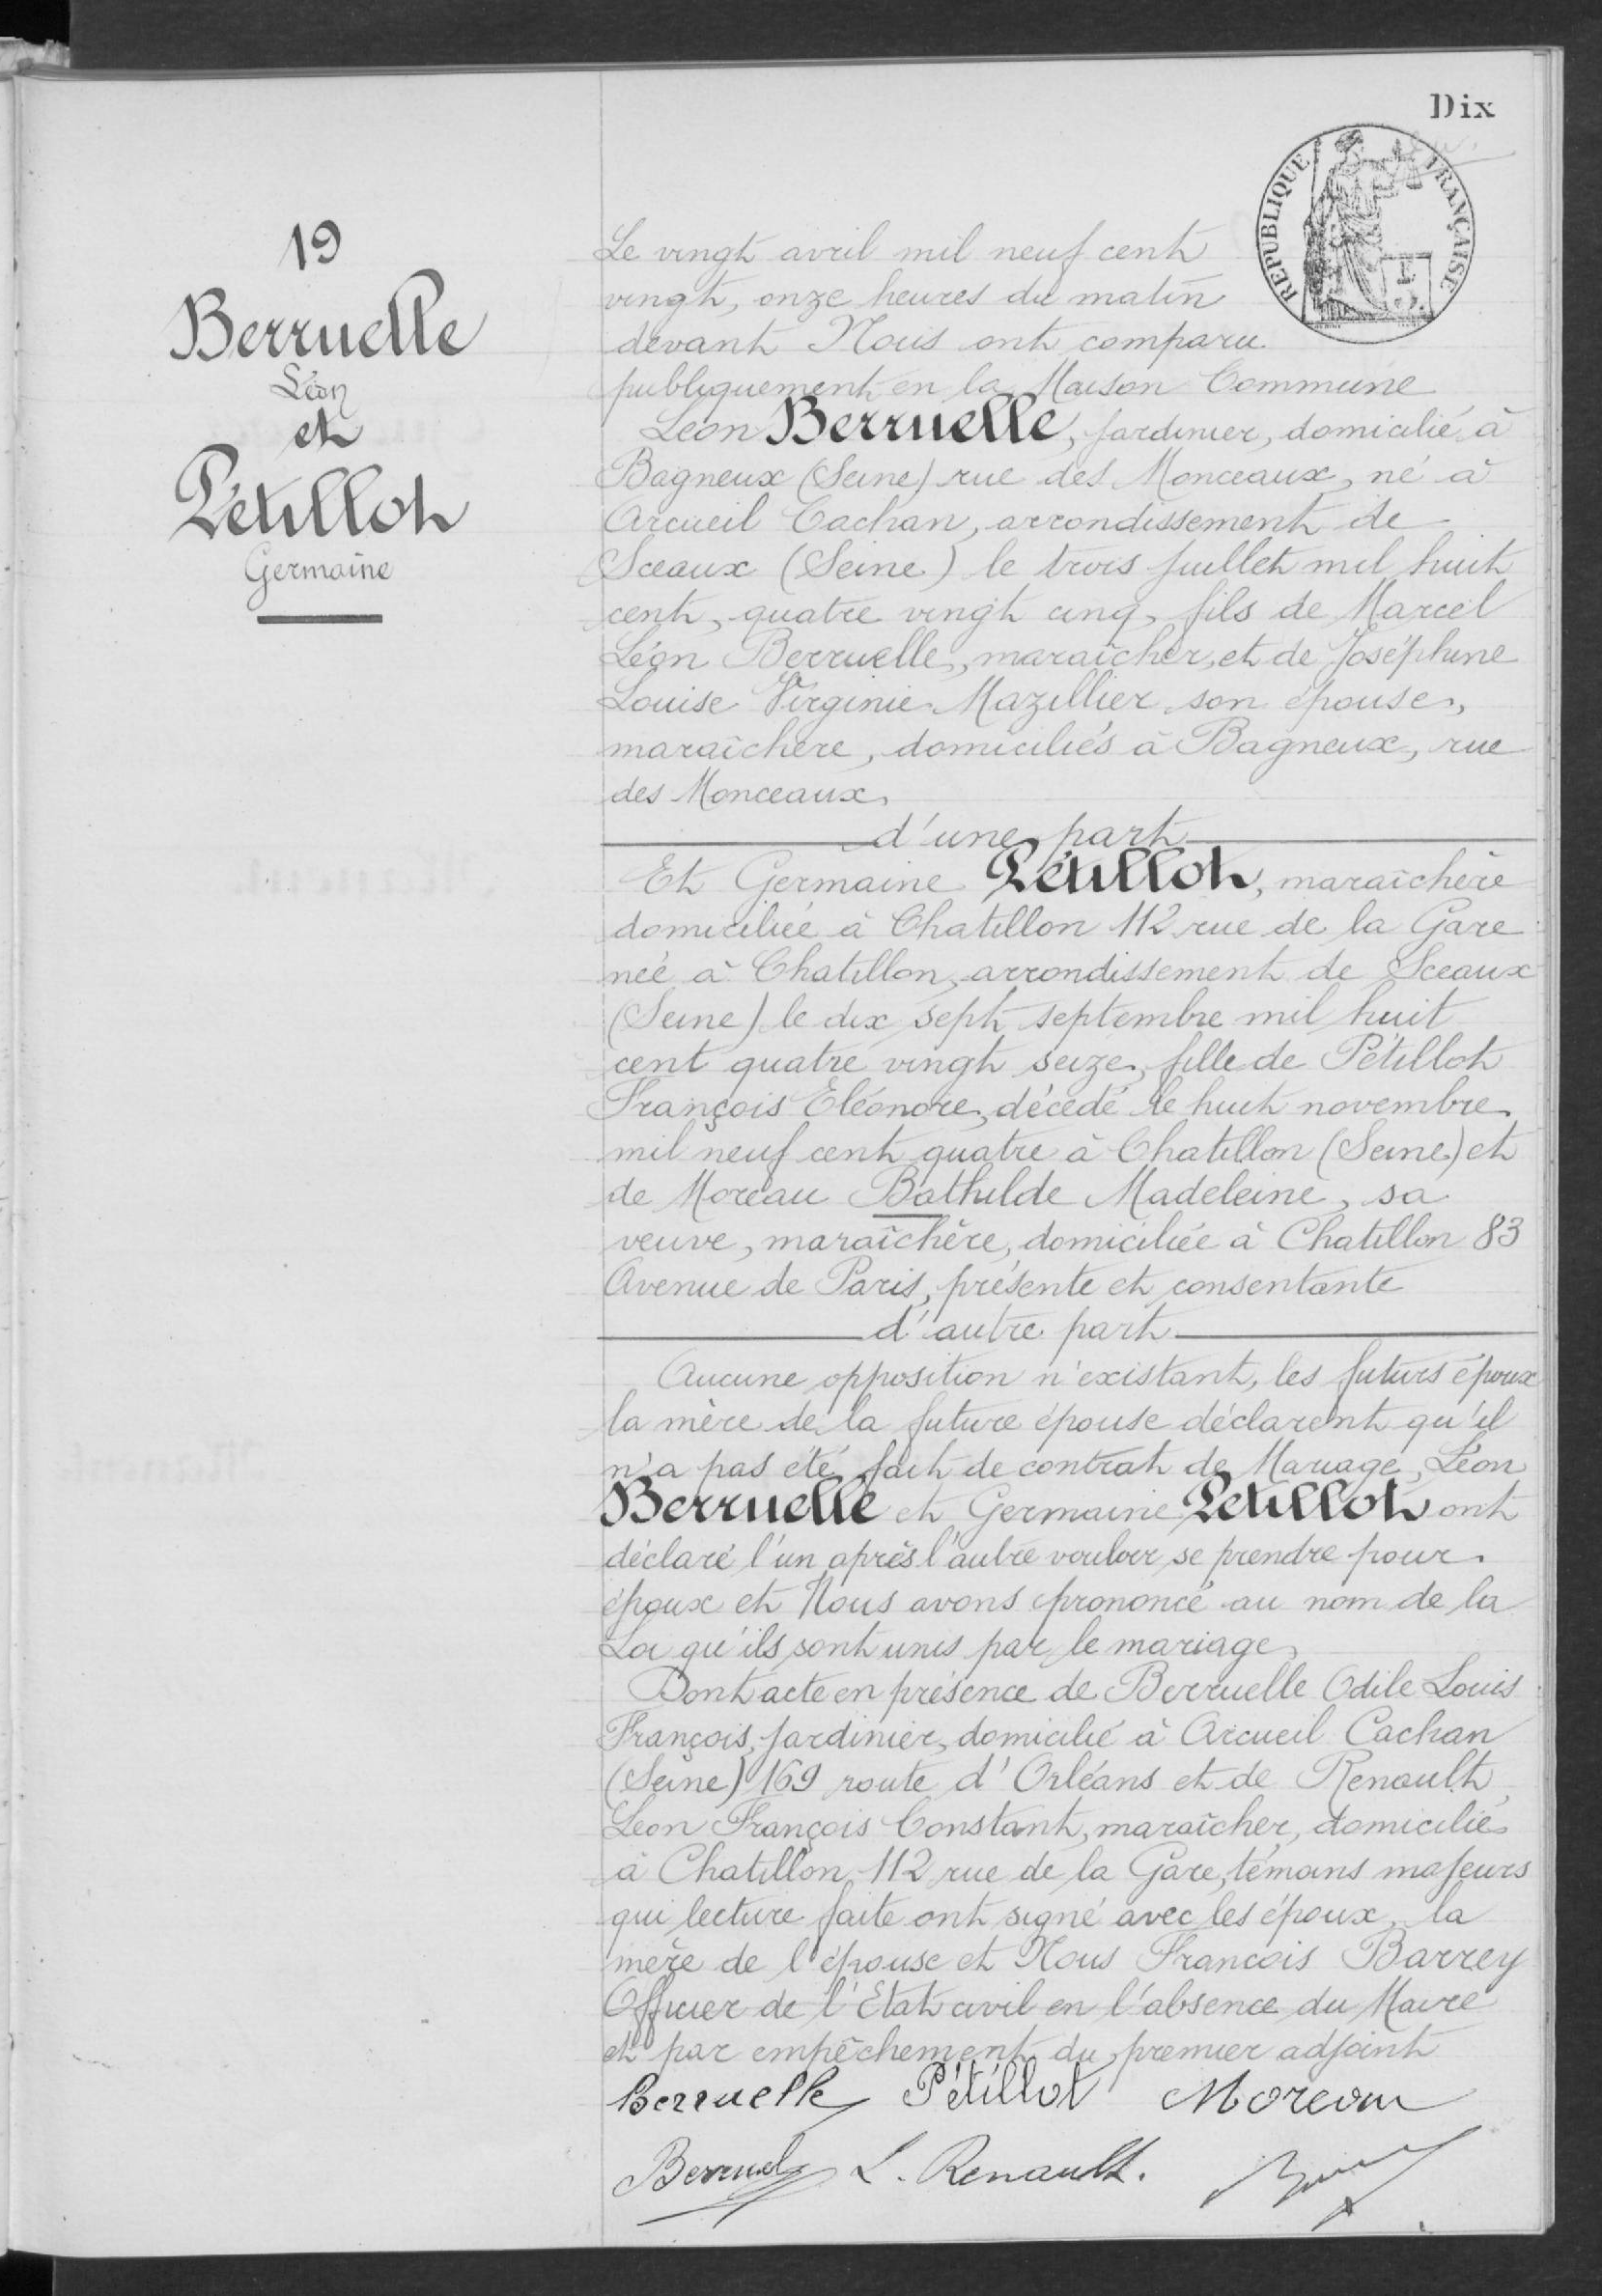 Dix
REPUBLIQUE FRANÇAISE
19
Berruelle
Léon
et
Pétillot
Germaine
Le vingt avril mil neuf cent
vingt, onze heures du matin
devant Nous ont comparu
publiquement en la Maison Commune
Léon Berruelle, jardinier, domicilié à
Bagneux (Seine) rue des Monceaux, né à
Arcueil Cachan, arrondissement de
Sceaux (Seine) le trois juillet mil huit
cent, quatre vingt cinq, fils de Marcel
Léon Berruelle, maraîcher, et de Joséphine
Louise Virginie Mazillier son épouse,
maraîchère, domiciliés à Bagneux, rue
des Monceaux,
d'une part
Et Germaine Pétillot, maraîchère
domiciliée à Chatillon 112 rue de la Gare
née à Chatillon, arrondissement de Sceaux
(Seine) le dix sept septembre mil huit
cent quatre vingt seize, fille de Pétillot
François Eléonore, décédé le huit novembre
mil neuf cent quatre à Chatillon (Seine) et
de Moreau Bathilde Madeleine, sa
veuve, maraîchère, domiciliée à Chatillon 83
Avenue de Paris, présente et consentante
d'autre part
Aucune opposition n'existant, les futurs époux
la mère de la future épouse déclarent qu'il
n'a pas été fait de contrat de Mariage, Léon
Berruelle et Germaine Pétillot ont
déclaré l'un après l'autre vouloir se prendre pour
époux et Nous avons prononcé au nom de la
Loi qu'ils sont unis par le mariage,
Dont acte en présence de Berruelle Odile Louis
François, jardinier, domicilié à Arcueil Cachan
(Seine) 169 route d'Orléans et de Renault
Léon François Constant, maraîcher, domicilié
à Chatillon 112 rue de la Gare, témoins majeurs
qui lecture faite ont signé avec les époux, la
mère de l'épouse et Nous François Barrey
Officier de l'Etat civil en l'absence du Maire
et par empêchement du premier adjoint
Berruelle Pétillot Moreau
Berruel L. Renault.